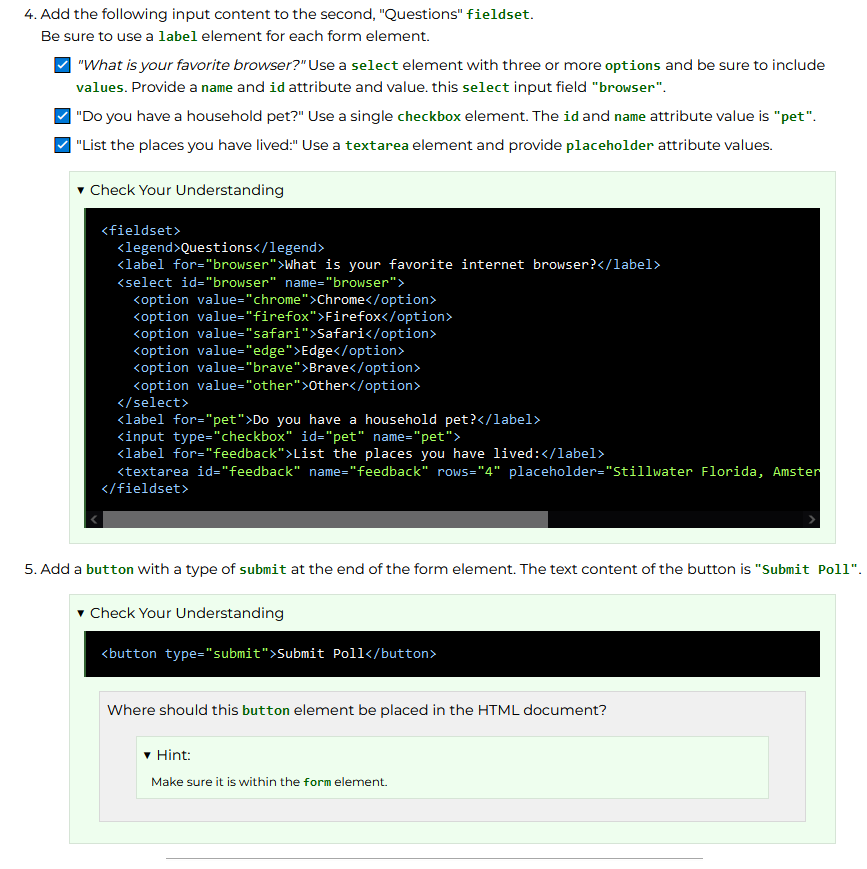 4. Add the following input content to the second, "Questions" fieldset.
Be sure to use a label element for each form element.
"What is your favorite browser?" Use a select element with three or more options and be sure to include
values. Provide a name and id attribute and value. this select input field "browser".
"Do you have a household pet?" Use a single checkbox element. The id and name attribute value is "pet".
"List the places you have lived:" Use a textarea element and provide placeholder attribute values.
▼ Check Your Understanding
<fieldset>
  <legend>Questions</legend>
  <label for="browser">What is your favorite internet browser?</label>
  <select id="browser" name="browser">
    <option value="chrome">Chrome</option>
    <option value="firefox">Firefox</option>
    <option value="safari">Safari</option>
    <option value="edge">Edge</option>
    <option value="brave">Brave</option>
    <option value="other">Other</option>
  </select>
  <label for="pet">Do you have a household pet?</label>
  <input type="checkbox" id="pet" name="pet">
  <label for="feedback">List the places you have lived:</label>
  <textarea id="feedback" name="feedback" rows="4" placeholder="Stillwater Florida, Amster
</fieldset>
5. Add a button with a type of submit at the end of the form element. The text content of the button is "Submit Poll".
▼ Check Your Understanding
<button type="submit">Submit Poll</button>
Where should this button element be placed in the HTML document?
▼ Hint:
Make sure it is within the form element.